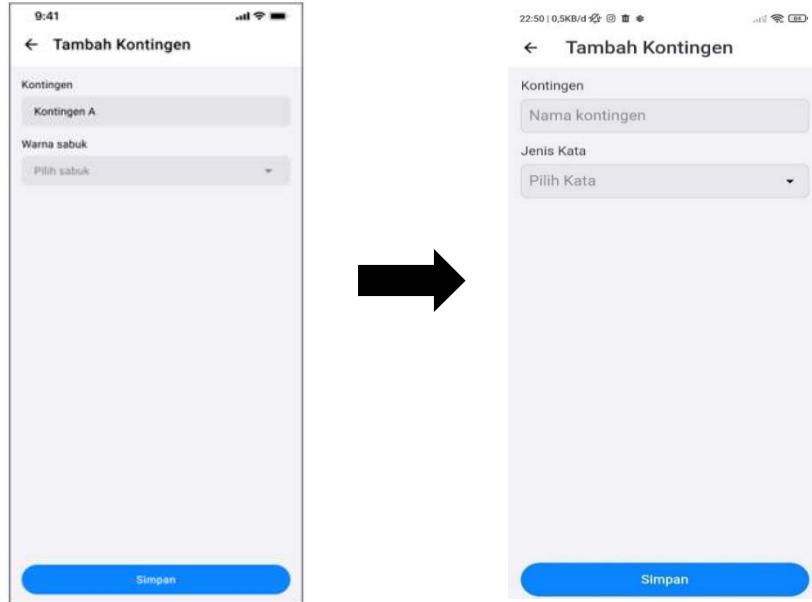 9:41
Tambah Kontingen
Kontingen
Kontingen A
Warna sabuk
Pilih sabuk
Simpan
22:50 | 0,5KB/d
Tambah Kontingen
Kontingen
Nama kontingen
Jenis Kata
Pilih Kata
Simpan